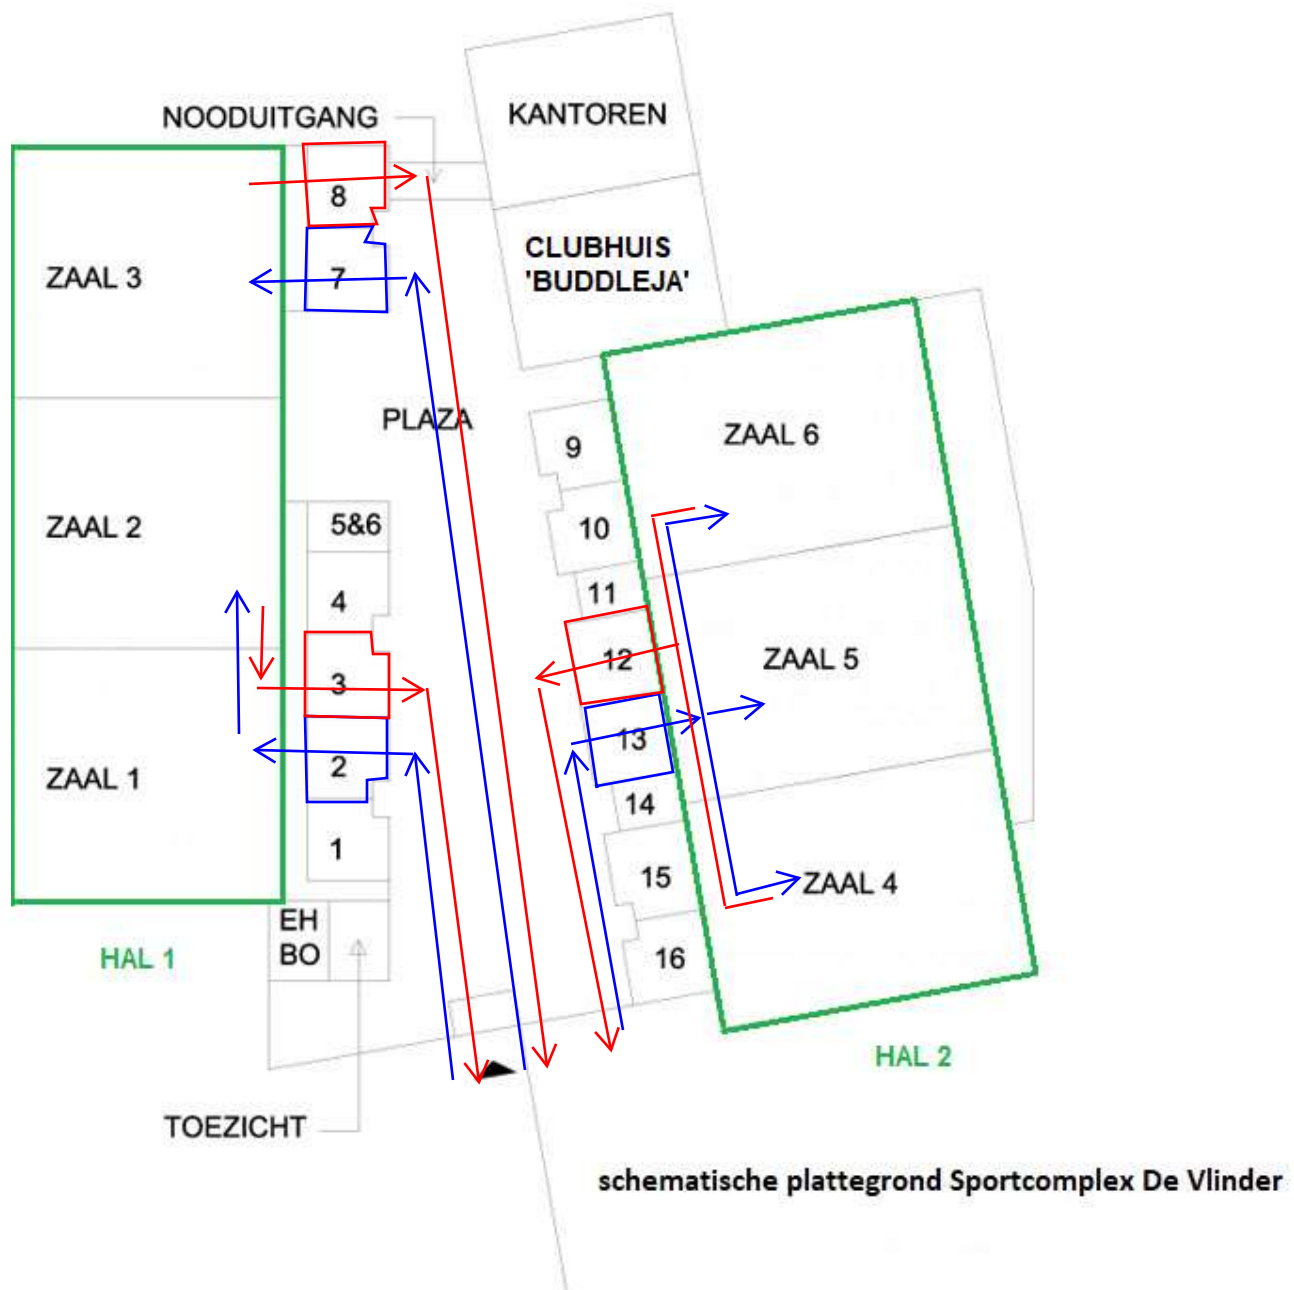 NOODUITGANG
KANTOREN
8
CLUBHUIS
'BUDDLEJA'
ZAAL 3
7
PLAZA
ZAAL 6
9
ZAAL 2
5&6
10
4
11
12
ZAAL 5
3
13
2
ZAAL 1
14
1
15
ZAAL 4
EH
BO
HAL 1
16
HAL 2
TOEZICHT
schematische plattegrond Sportcomplex De Vlinder